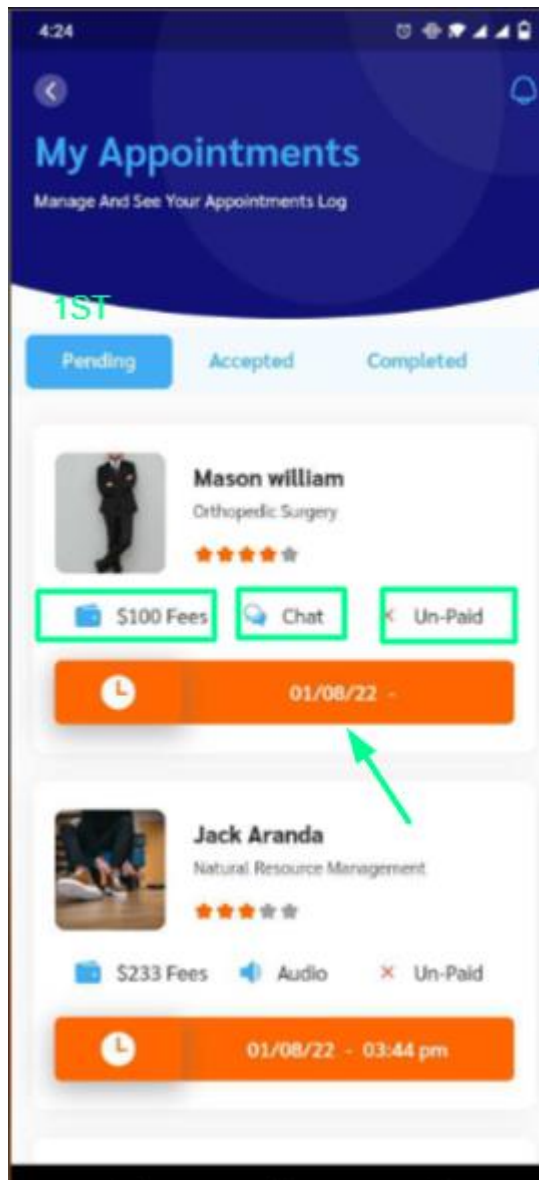 4:24
My Appointments
Manage And See Your Appointments Log
1ST
Pending Accepted Completed
Mason william
Orthopedic Surgery
$100 Fees Chat Un-Paid
01/08/22 -
Jack Aranda
Natural Resource Management
$233 Fees Audio × Un-Paid
01/08/22 - 03:44 pm